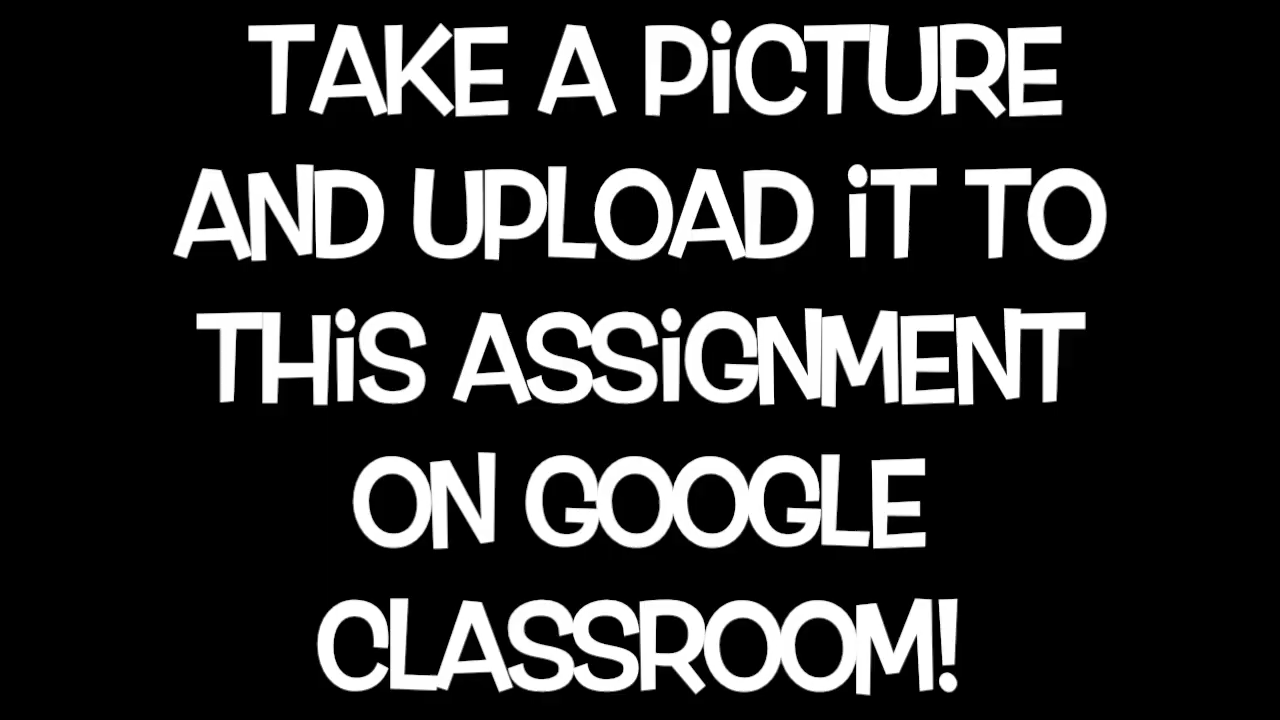 TAKE A PiCTURE
AND UPLOAD iT TO
THiS ASSiGNMENT
ON GOOGLE
CLASSROOM!